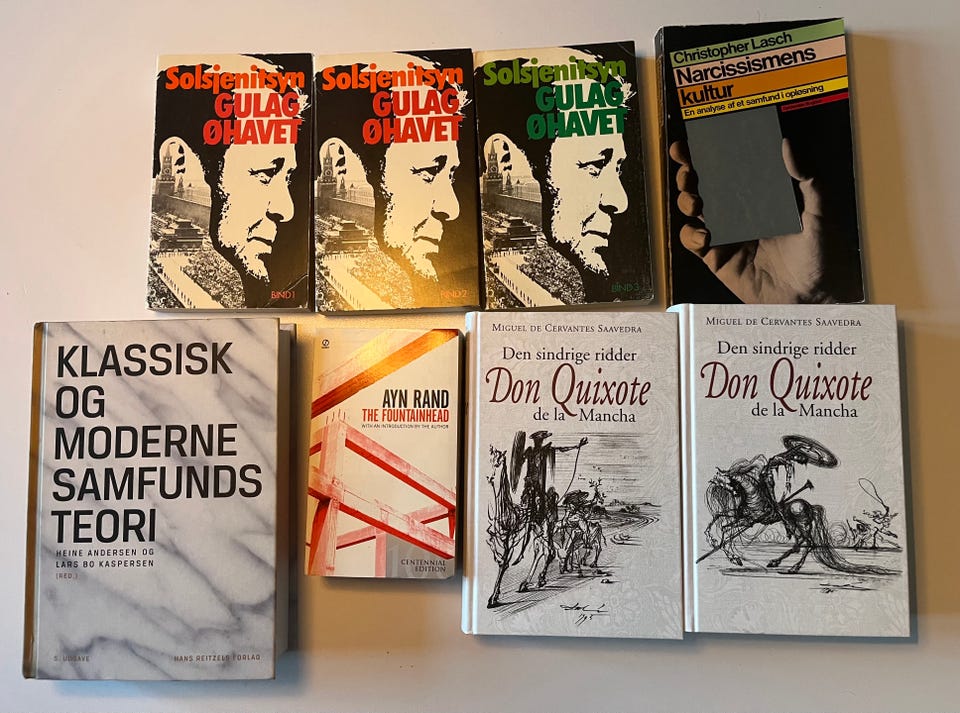 Solsjenitsyn
GULAG
ØHAVET
BIND 1
Solsjenitsyn
GULAG
ØHAVET
BIND 2
Solsjenitsyn
GULAG
ØHAVET
BIND 3
Christopher Lasch
Narcissismens
kultur
En analyse af et samfund i opløsning
KLASSISK
OG
MODERNE
SAMFUNDS
TEORI
HEINE ANDERSEN OG
LARS BO KASPERSEN
(RED.)
5. UDGAVE
HANS REITZELS FORLAG
AYN RAND
THE FOUNTAINHEAD
WITH AN INTRODUCTION BY THE AUTHOR
CENTENNIAL
EDITION
MIGUEL DE CERVANTES SAAVEDRA
Den sindrige ridder
Don Quixote
de la Mancha
MIGUEL DE CERVANTES SAAVEDRA
Den sindrige ridder
Don Quixote
de la Mancha